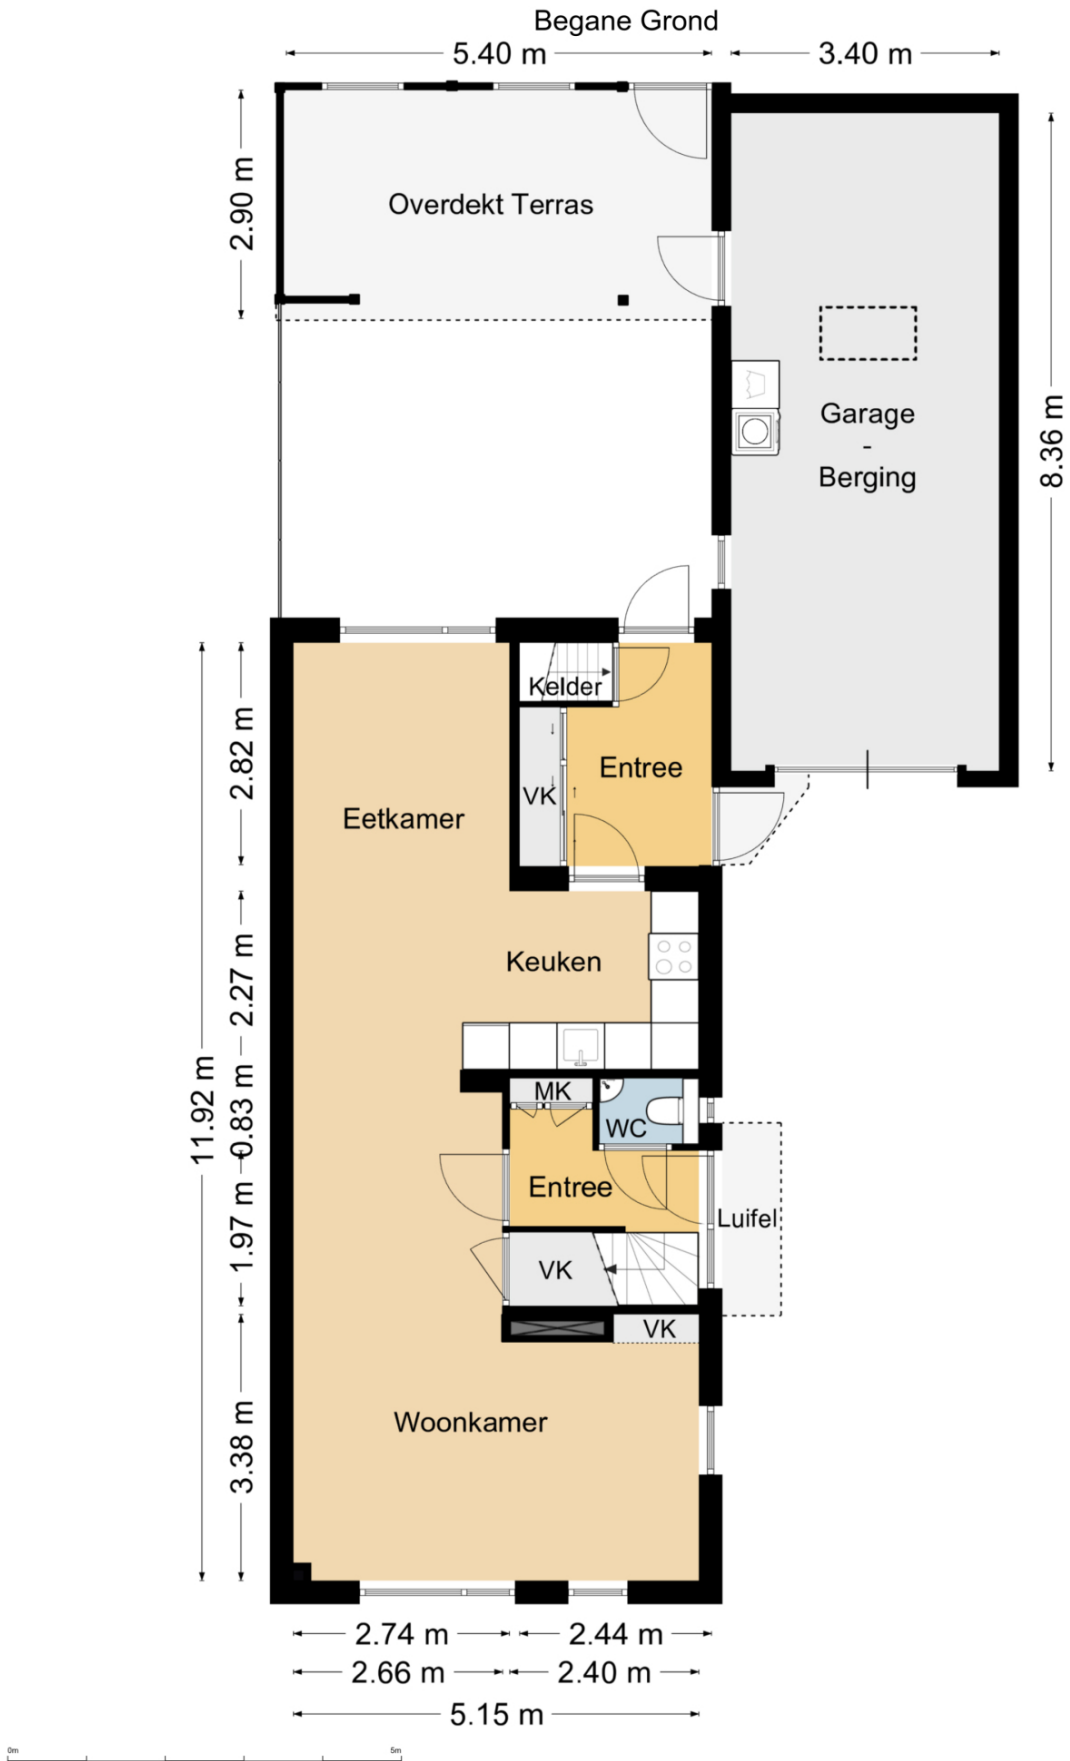 Begane Grond
5.40 m
3.40 m
2.90 m
Overdekt Terras
Garage
-
Berging
8.36 m
Kelder
2.82 m
Entree
VK
Eetkamer
Keuken
2.27 m
11.92 m
0.83 m
MK
WC
Entree
1.97 m
Luifel
VK
VK
Woonkamer
3.38 m
2.74 m
2.44 m
2.66 m
2.40 m
5.15 m
0m
5m